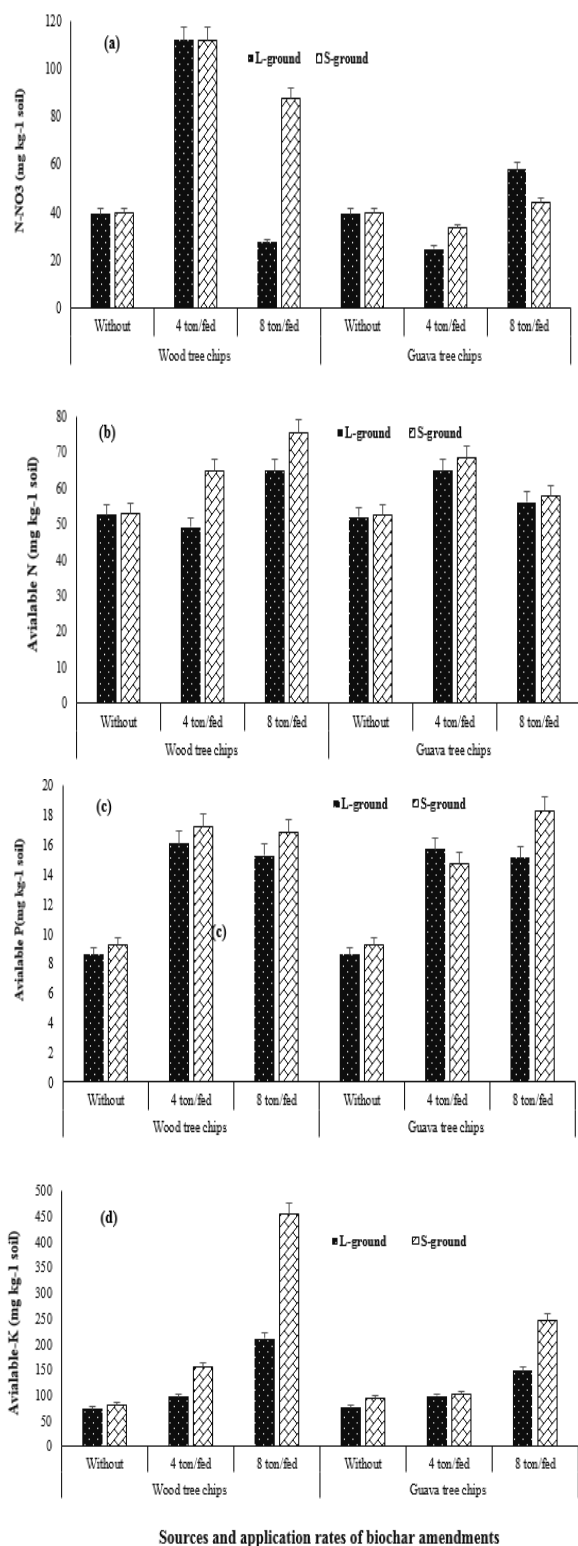 120
(a)
L-ground S-ground
100
80
60
40
20
0
N-NO3 (mg kg-1 soil)
Without 4 ton/fed 8 ton/fed Without 4 ton/fed 8 ton/fed
Wood tree chips Guava tree chips
80
(b)
L-ground S-ground
70
60
50
40
30
20
10
0
Avialable N (mg kg-1 soil)
Without 4 ton/fed 8 ton/fed Without 4 ton/fed 8 ton/fed
Wood tree chips Guava tree chips
20
(c)
L-ground S-ground
18
16
14
12
10
(c)
8
6
4
2
0
Avialable P(mg kg-1 soil)
Without 4 ton/fed 8 ton/fed Without 4 ton/fed 8 ton/fed
Wood tree chips Guava tree chips
500
(d)
450
L-ground S-ground
400
350
300
250
200
150
100
50
0
Avialable-K (mg kg-1 soil)
Without 4 ton/fed 8 ton/fed Without 4 ton/fed 8 ton/fed
Wood tree chips Guava tree chips
Sources and application rates of biochar amendments